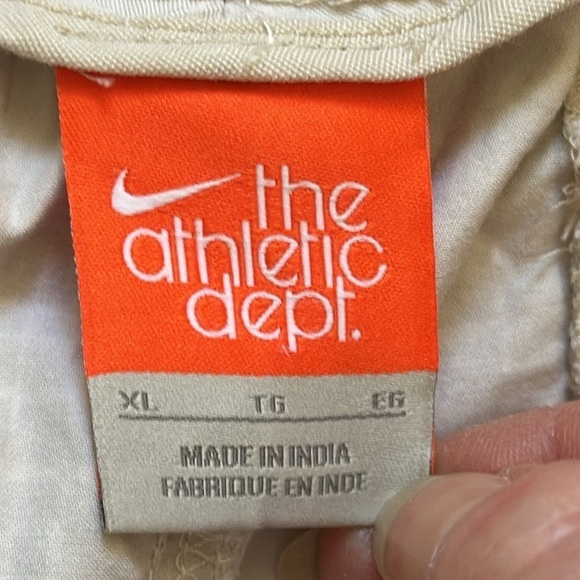 the
athletic
dept.
XL TG EG
MADE IN INDIA
FABRIQUE EN INDE